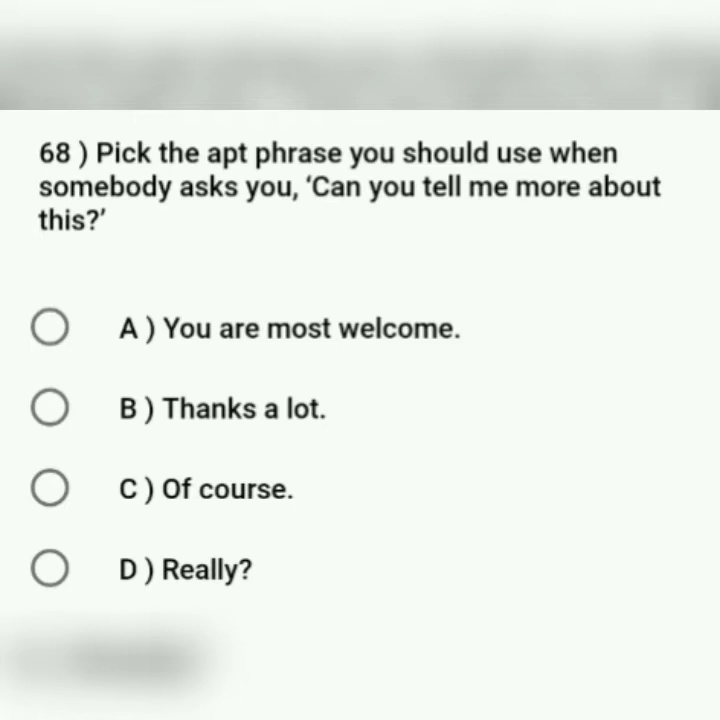 68 ) Pick the apt phrase you should use when
somebody asks you, ‘Can you tell me more about
this?’
A ) You are most welcome.
B ) Thanks a lot.
C ) Of course.
D ) Really?